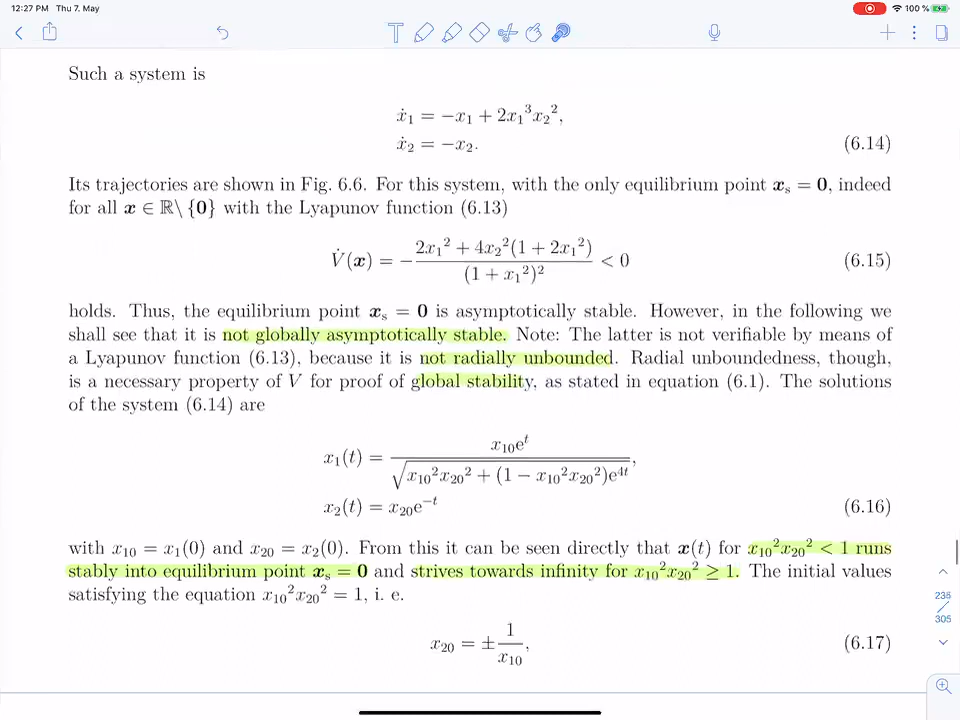 12:27 PM Thu 7. May
100 %
Such a system is
ẋ₁ = −x₁ + 2x₁³x₂²,
ẋ₂ = −x₂. (6.14)
Its trajectories are shown in Fig. 6.6. For this system, with the only equilibrium point xₛ = 0, indeed
for all x ∈ ℝ\ {0} with the Lyapunov function (6.13)
V̇(x) = − (2x₁² + 4x₂²(1 + 2x₁²)) / (1 + x₁²)² < 0 (6.15)
holds. Thus, the equilibrium point xₛ = 0 is asymptotically stable. However, in the following we
shall see that it is not globally asymptotically stable. Note: The latter is not verifiable by means of
a Lyapunov function (6.13), because it is not radially unbounded. Radial unboundedness, though,
is a necessary property of V for proof of global stability, as stated in equation (6.1). The solutions
of the system (6.14) are
x₁(t) = x₁₀eᵗ / √(x₁₀²x₂₀² + (1 − x₁₀²x₂₀²)e⁴ᵗ),
x₂(t) = x₂₀e⁻ᵗ (6.16)
with x₁₀ = x₁(0) and x₂₀ = x₂(0). From this it can be seen directly that x(t) for x₁₀²x₂₀² < 1 runs
stably into equilibrium point xₛ = 0 and strives towards infinity for x₁₀²x₂₀² ≥ 1. The initial values
satisfying the equation x₁₀²x₂₀² = 1, i. e.
x₂₀ = ± 1 / x₁₀, (6.17)
235
305